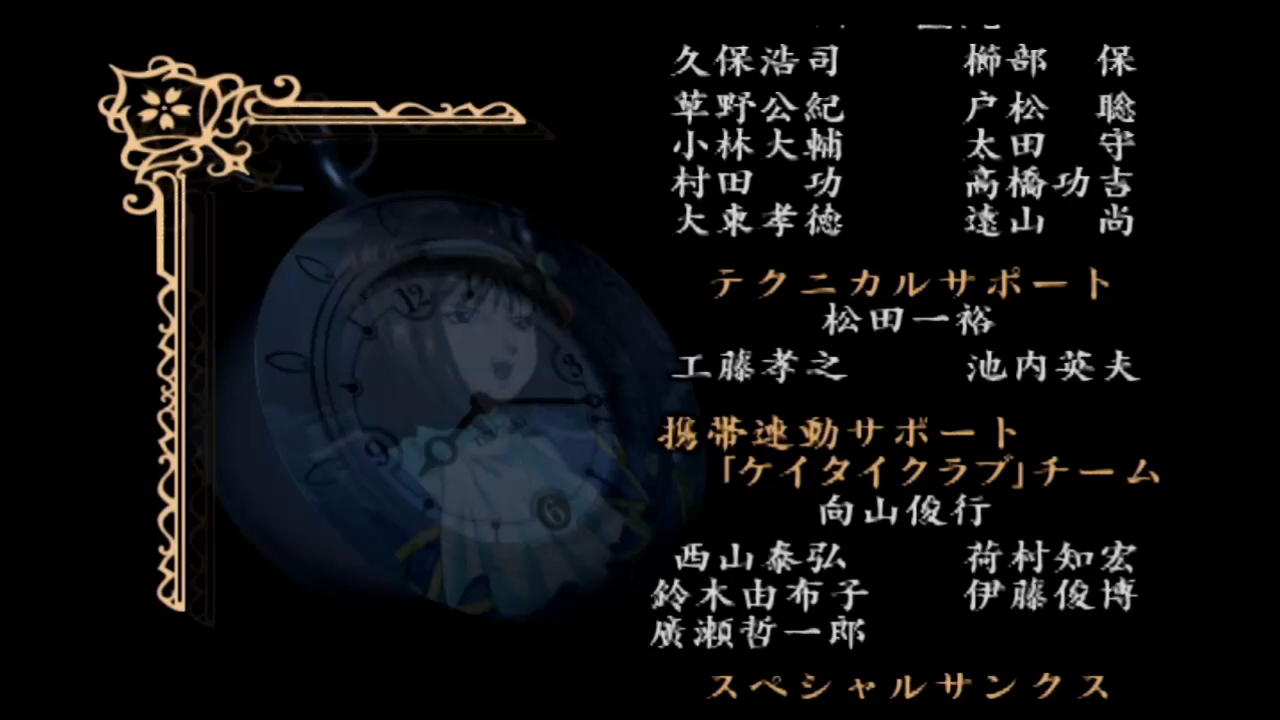 久保浩司 櫛部 保
草野公紀 戸松 聡
小林大輔 太田 守
村田 功 高橋功吉
大東孝徳 遠山 尚
テクニカルサポート
松田一裕
工藤孝之 池内英夫
携帯連動サポート
「ケイタイクラブ」チーム
向山俊行
西山泰弘 荷村知宏
鈴木由布子 伊藤俊博
廣瀬哲一郎
スペシャルサンクス
12
3
9
6